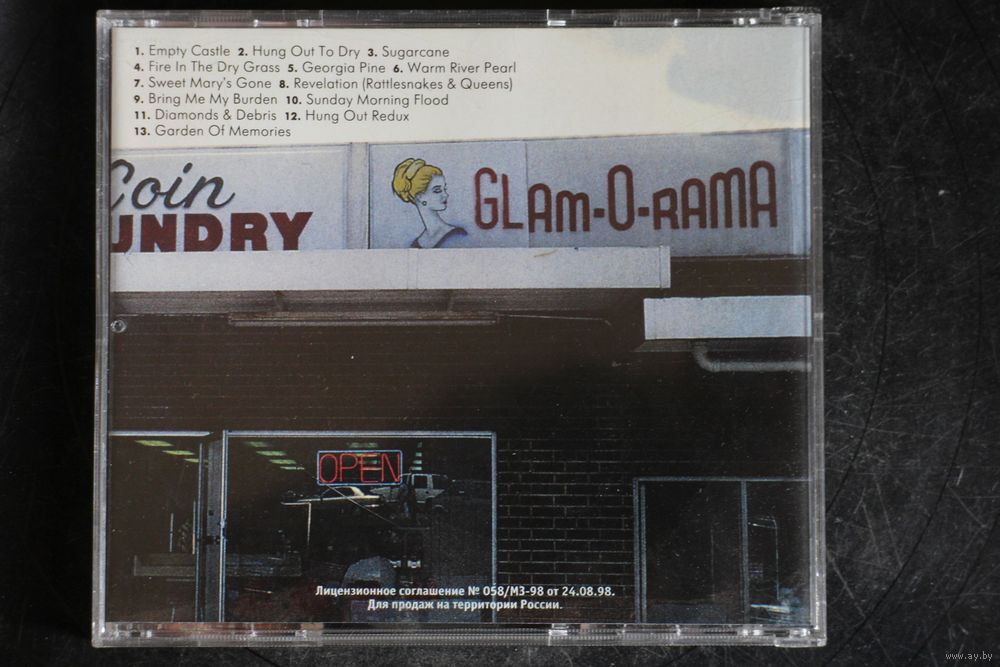 1. Empty Castle 2. Hung Out To Dry 3. Sugarcane
4. Fire In The Dry Grass 5. Georgia Pine 6. Warm River Pearl
7. Sweet Mary's Gone 8. Revelation (Rattlesnakes & Queens)
9. Bring Me My Burden 10. Sunday Morning Flood
11. Diamonds & Debris 12. Hung Out Redux
13. Garden Of Memories
Coin
UNDRY
GLAM-O-RAMA
OPEN
Лицензионное соглашение № 058/МЗ-98 от 24.08.98.
Для продаж на территории России.
www.ay.by